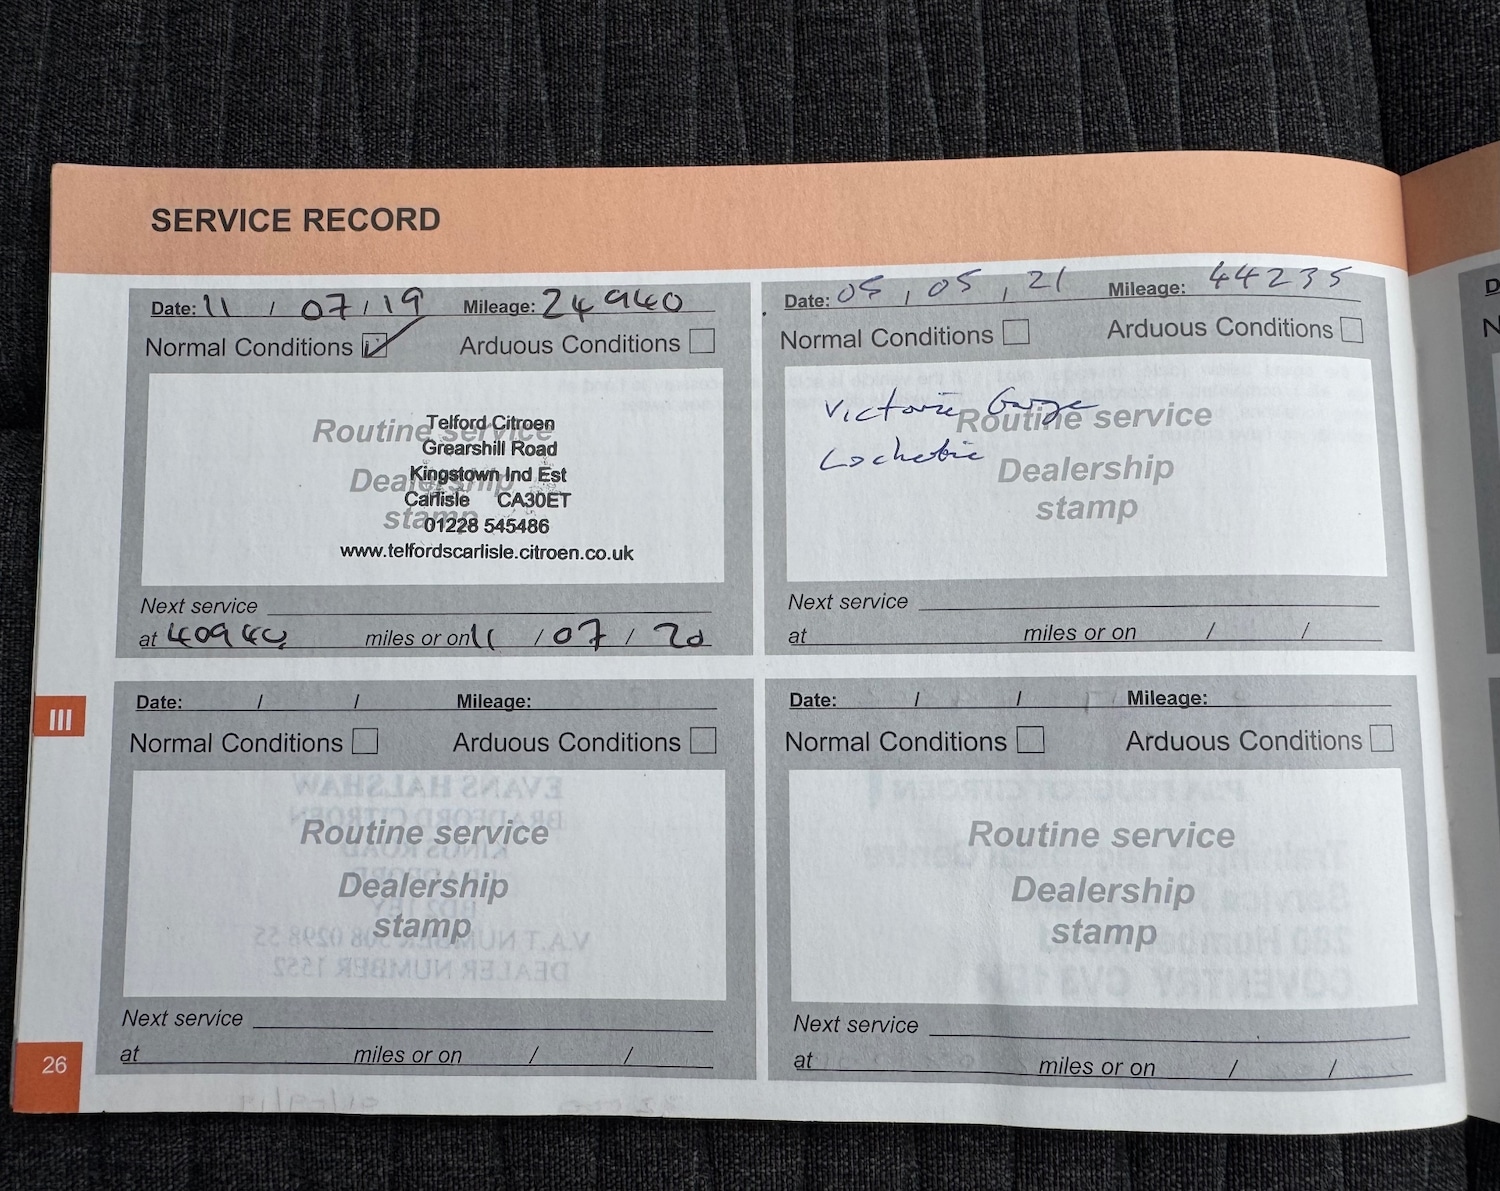 SERVICE RECORD
Date: 11 / 07 / 19 Mileage: 24940
Normal Conditions Arduous Conditions
Routine service
Dealership
stamp
Telford Citroen
Grearshill Road
Kingstown Ind Est
Carlisle CA30ET
01228 545486
www.telfordscarlisle.citroen.co.uk
Next service
at 40940 miles or on 11 / 07 / 20
Date: 05 / 05 / 21 Mileage: 44235
Normal Conditions Arduous Conditions
Victoria Garage
Lockerbie
Routine service
Dealership
stamp
Next service
at miles or on / /
III
Date: / / Mileage:
Normal Conditions Arduous Conditions
Routine service
Dealership
stamp
Next service
at miles or on / /
Date: / / Mileage:
Normal Conditions Arduous Conditions
Routine service
Dealership
stamp
Next service
at miles or on / /
26